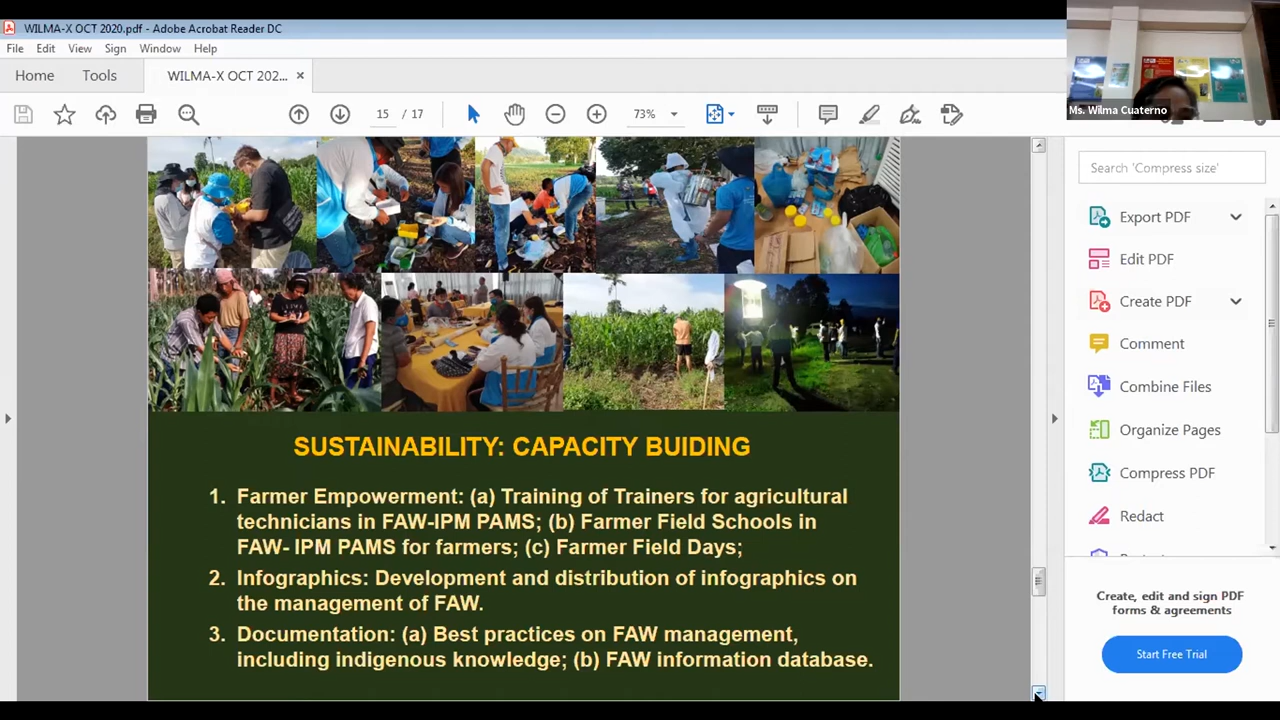 WILMA-X OCT 2020.pdf - Adobe Acrobat Reader DC
File Edit View Sign Window Help
Home Tools WILMA-X OCT 202... ×
15 / 17 73%
Ms. Wilma Cuaterno
Search 'Compress size'
Export PDF
Edit PDF
Create PDF
Comment
Combine Files
Organize Pages
Compress PDF
Redact
Create, edit and sign PDF
forms & agreements
Start Free Trial
SUSTAINABILITY: CAPACITY BUIDING
1. Farmer Empowerment: (a) Training of Trainers for agricultural
technicians in FAW-IPM PAMS; (b) Farmer Field Schools in
FAW- IPM PAMS for farmers; (c) Farmer Field Days;
2. Infographics: Development and distribution of infographics on
the management of FAW.
3. Documentation: (a) Best practices on FAW management,
including indigenous knowledge; (b) FAW information database.